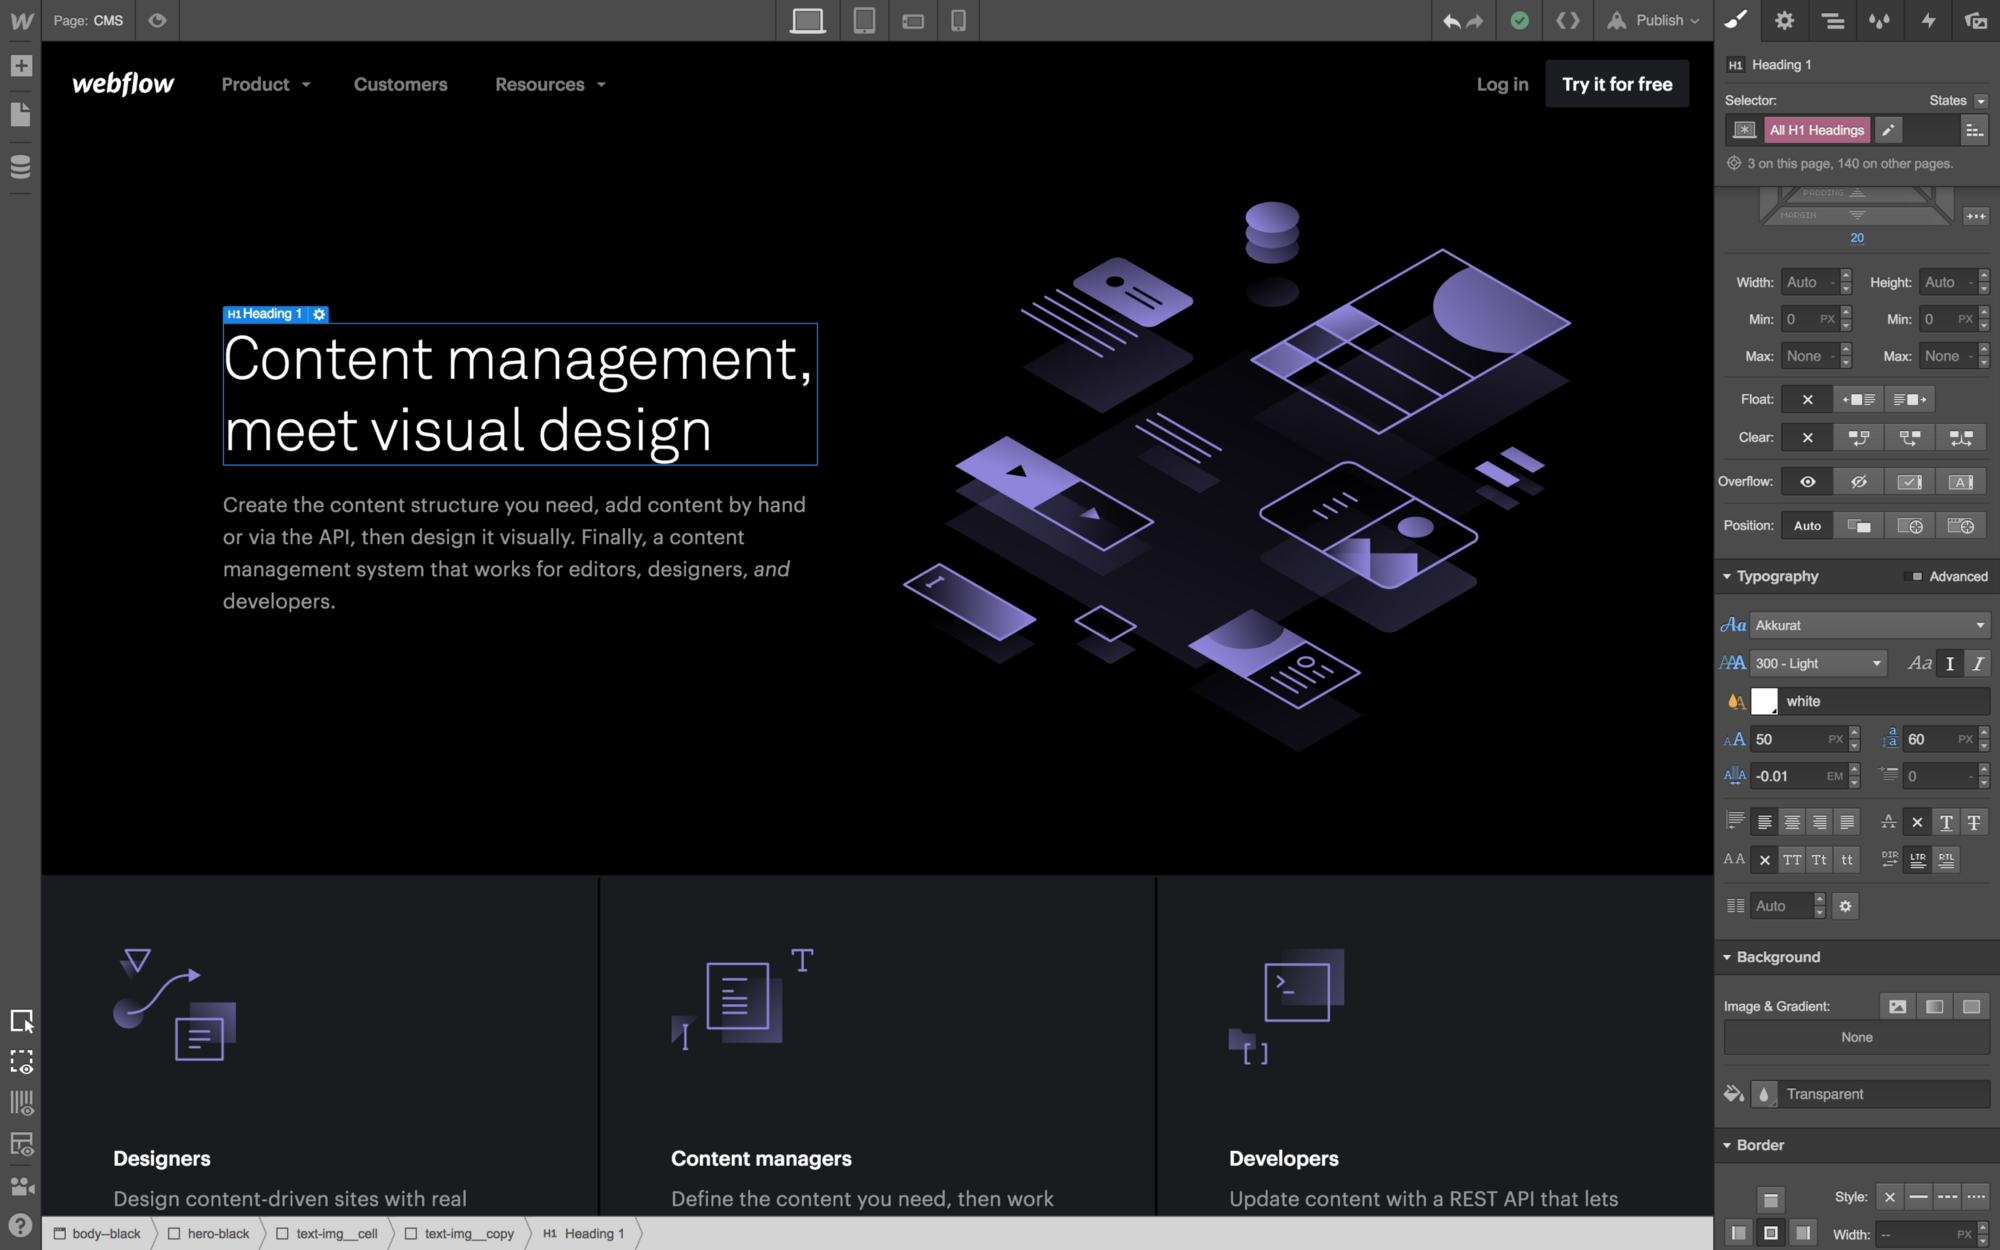 Page: CMS
Publish
webflow
Product
Customers
Resources
Log in
Try it for free
H1 Heading 1
Content management,
meet visual design
Create the content structure you need, add content by hand
or via the API, then design it visually. Finally, a content
management system that works for editors, designers, and
developers.
Designers
Design content-driven sites with real
Content managers
Define the content you need, then work
Developers
Update content with a REST API that lets
body--black
hero-black
text-img__cell
text-img__copy
H1 Heading 1
H1 Heading 1
Selector:
States
All H1 Headings
3 on this page, 140 on other pages.
PADDING
MARGIN
20
Width: Auto -
Height: Auto -
Min: 0 PX
Min: 0 PX
Max: None -
Max: None -
Float:
Clear:
Overflow:
Position: Auto
Typography
Advanced
Akkurat
300 - Light
white
50 PX
60 PX
-0.01 EM
0 -
TT Tt tt
DIR LTR RTL
Auto
Background
Image & Gradient:
None
Transparent
Border
Style:
Width: -- PX